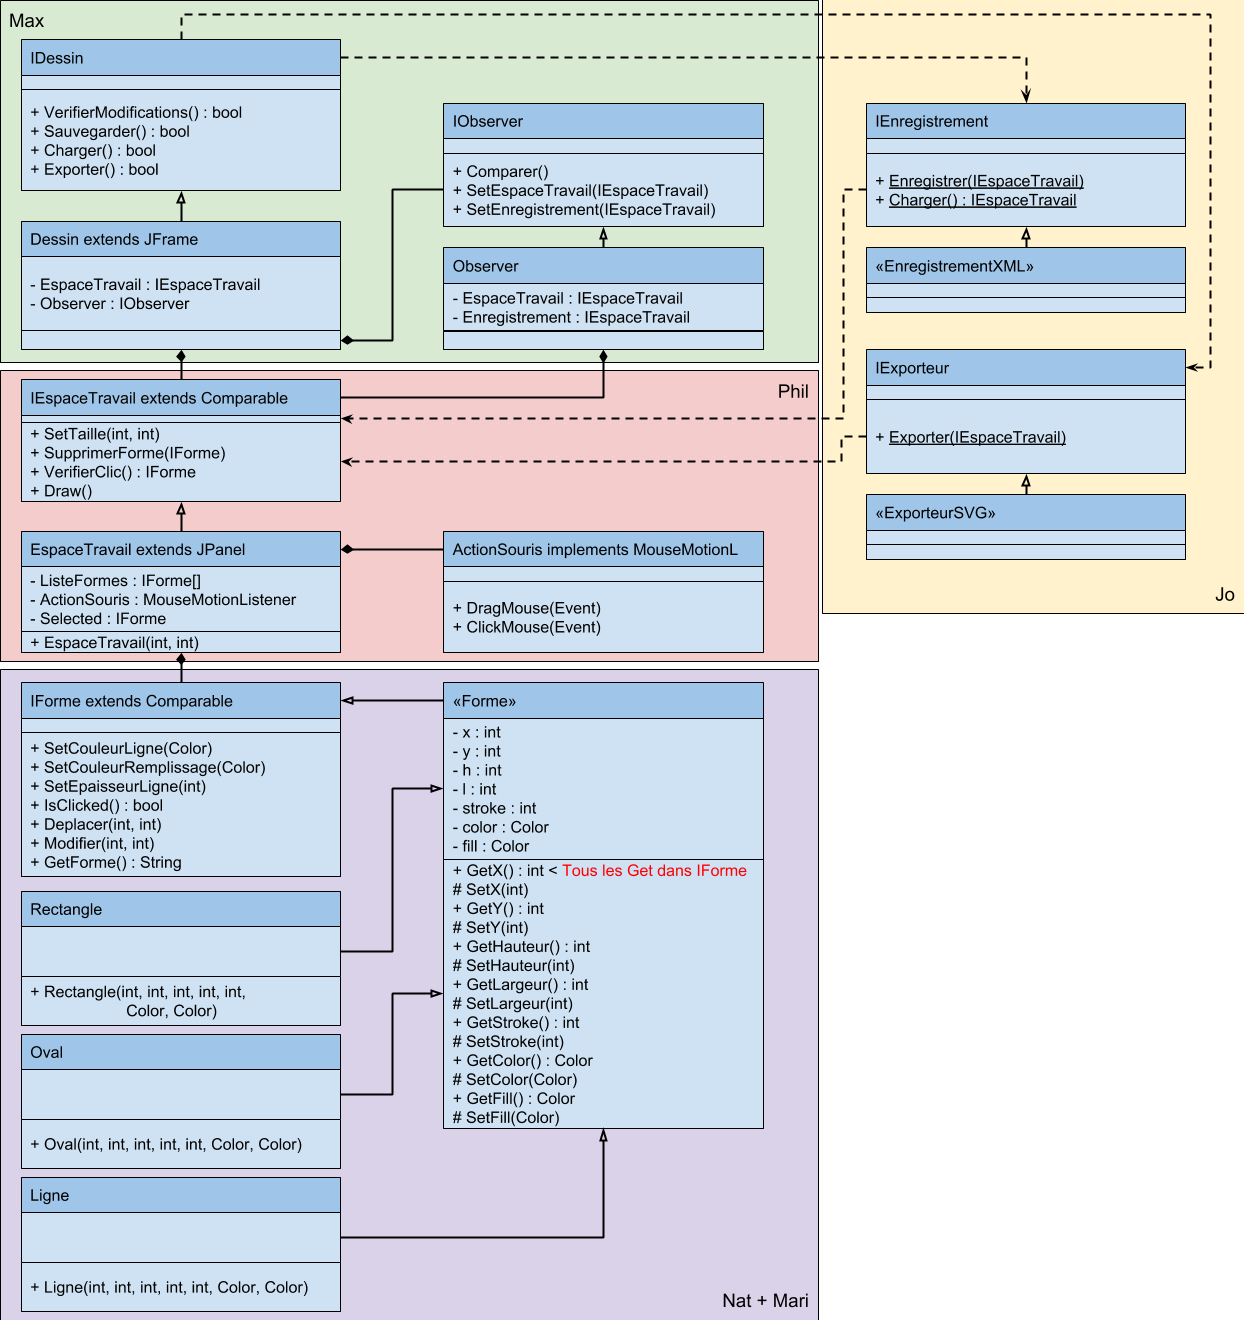 Max
IDessin
+ VerifierModifications() : bool
+ Sauvegarder() : bool
+ Charger() : bool
+ Exporter() : bool
Dessin extends JFrame
- EspaceTravail : IEspaceTravail
- Observer : IObserver
IObserver
+ Comparer()
+ SetEspaceTravail(IEspaceTravail)
+ SetEnregistrement(IEspaceTravail)
Observer
- EspaceTravail : IEspaceTravail
- Enregistrement : IEspaceTravail
IEnregistrement
+ Enregistrer(IEspaceTravail)
+ Charger() : IEspaceTravail
«EnregistrementXML»
IExporteur
+ Exporter(IEspaceTravail)
«ExporteurSVG»
Jo
Phil
IEspaceTravail extends Comparable
+ SetTaille(int, int)
+ SupprimerForme(IForme)
+ VerifierClic() : IForme
+ Draw()
EspaceTravail extends JPanel
- ListeFormes : IForme[]
- ActionSouris : MouseMotionListener
- Selected : IForme
+ EspaceTravail(int, int)
ActionSouris implements MouseMotionL
+ DragMouse(Event)
+ ClickMouse(Event)
IForme extends Comparable
+ SetCouleurLigne(Color)
+ SetCouleurRemplissage(Color)
+ SetEpaisseurLigne(int)
+ IsClicked() : bool
+ Deplacer(int, int)
+ Modifier(int, int)
+ GetForme() : String
«Forme»
- x : int
- y : int
- h : int
- l : int
- stroke : int
- color : Color
- fill : Color
+ GetX() : int < Tous les Get dans IForme
# SetX(int)
+ GetY() : int
# SetY(int)
+ GetHauteur() : int
# SetHauteur(int)
+ GetLargeur() : int
# SetLargeur(int)
+ GetStroke() : int
# SetStroke(int)
+ GetColor() : Color
# SetColor(Color)
+ GetFill() : Color
# SetFill(Color)
Rectangle
+ Rectangle(int, int, int, int, int,
Color, Color)
Oval
+ Oval(int, int, int, int, int, Color, Color)
Ligne
+ Ligne(int, int, int, int, int, Color, Color)
Nat + Mari